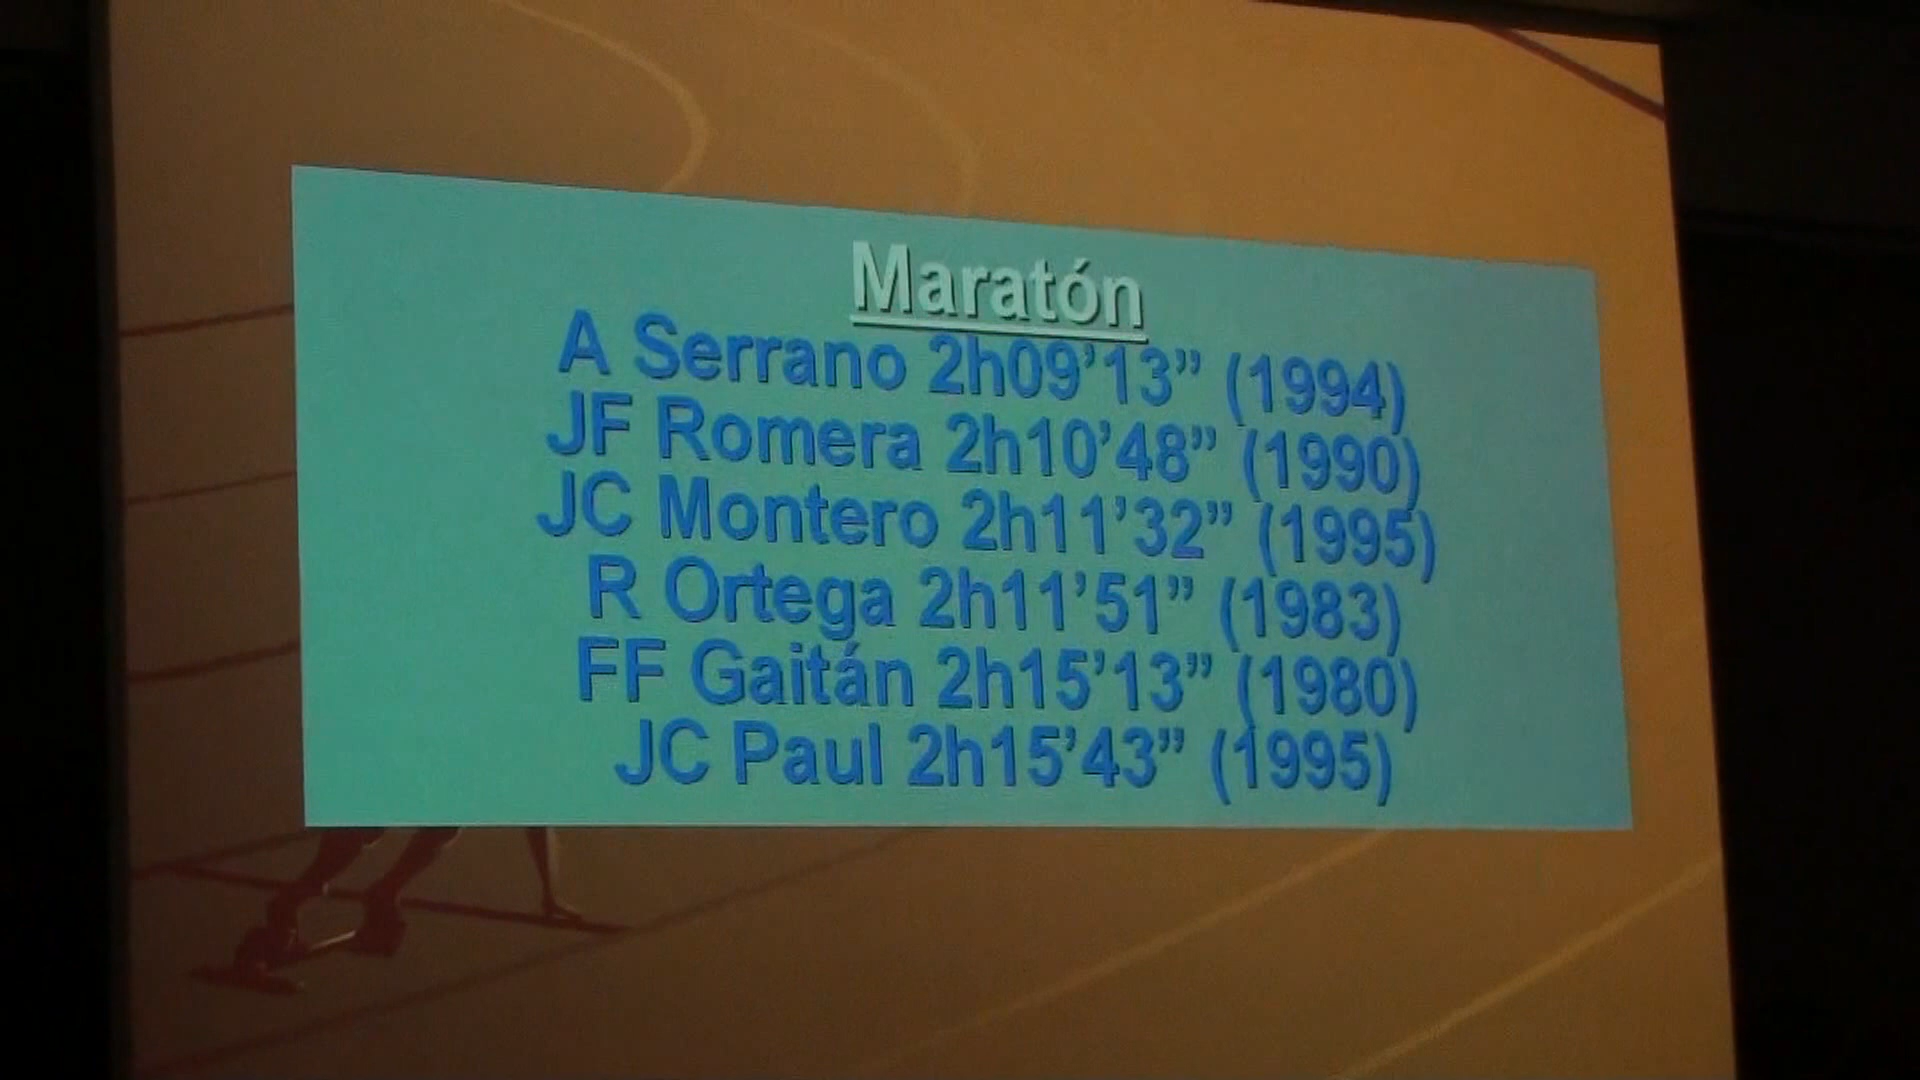 Maratón
A Serrano 2h09’13” (1994)
JF Romera 2h10’48” (1990)
JC Montero 2h11’32” (1995)
R Ortega 2h11’51” (1983)
FF Gaitán 2h15’13” (1980)
JC Paul 2h15’43” (1995)